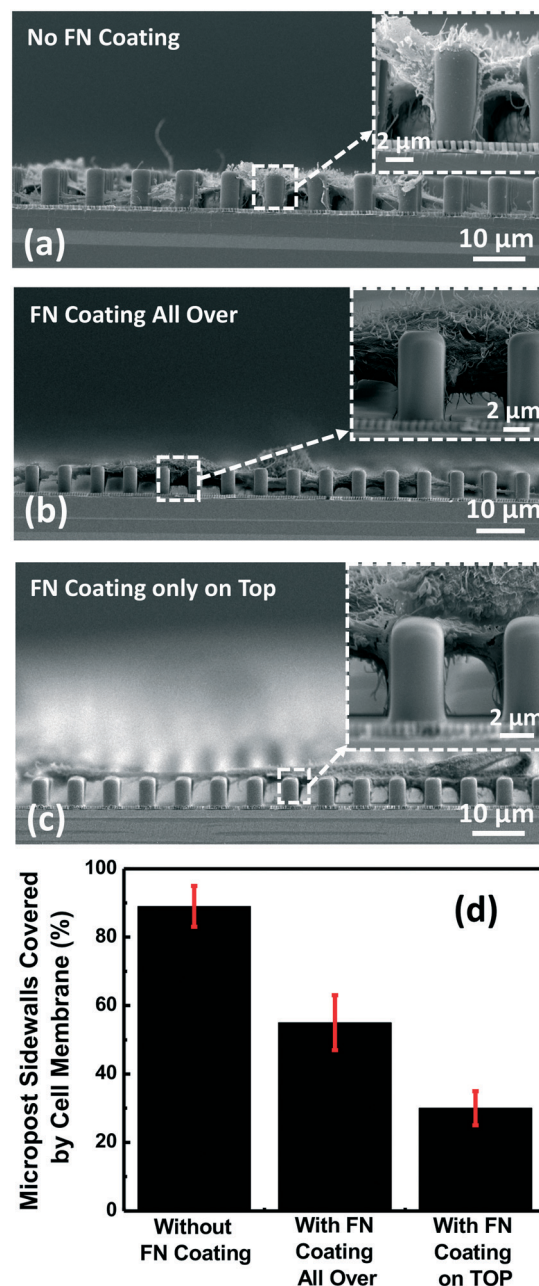 No FN Coating
2 μm
10 μm
(a)
FN Coating All Over
2 μm
10 μm
(b)
FN Coating only on Top
2 μm
10 μm
(c)
(d)
Micropost Sidewalls Covered
by Cell Membrane (%)
100
80
60
40
20
0
Without
FN Coating
With FN
Coating
All Over
With FN
Coating
on TOP